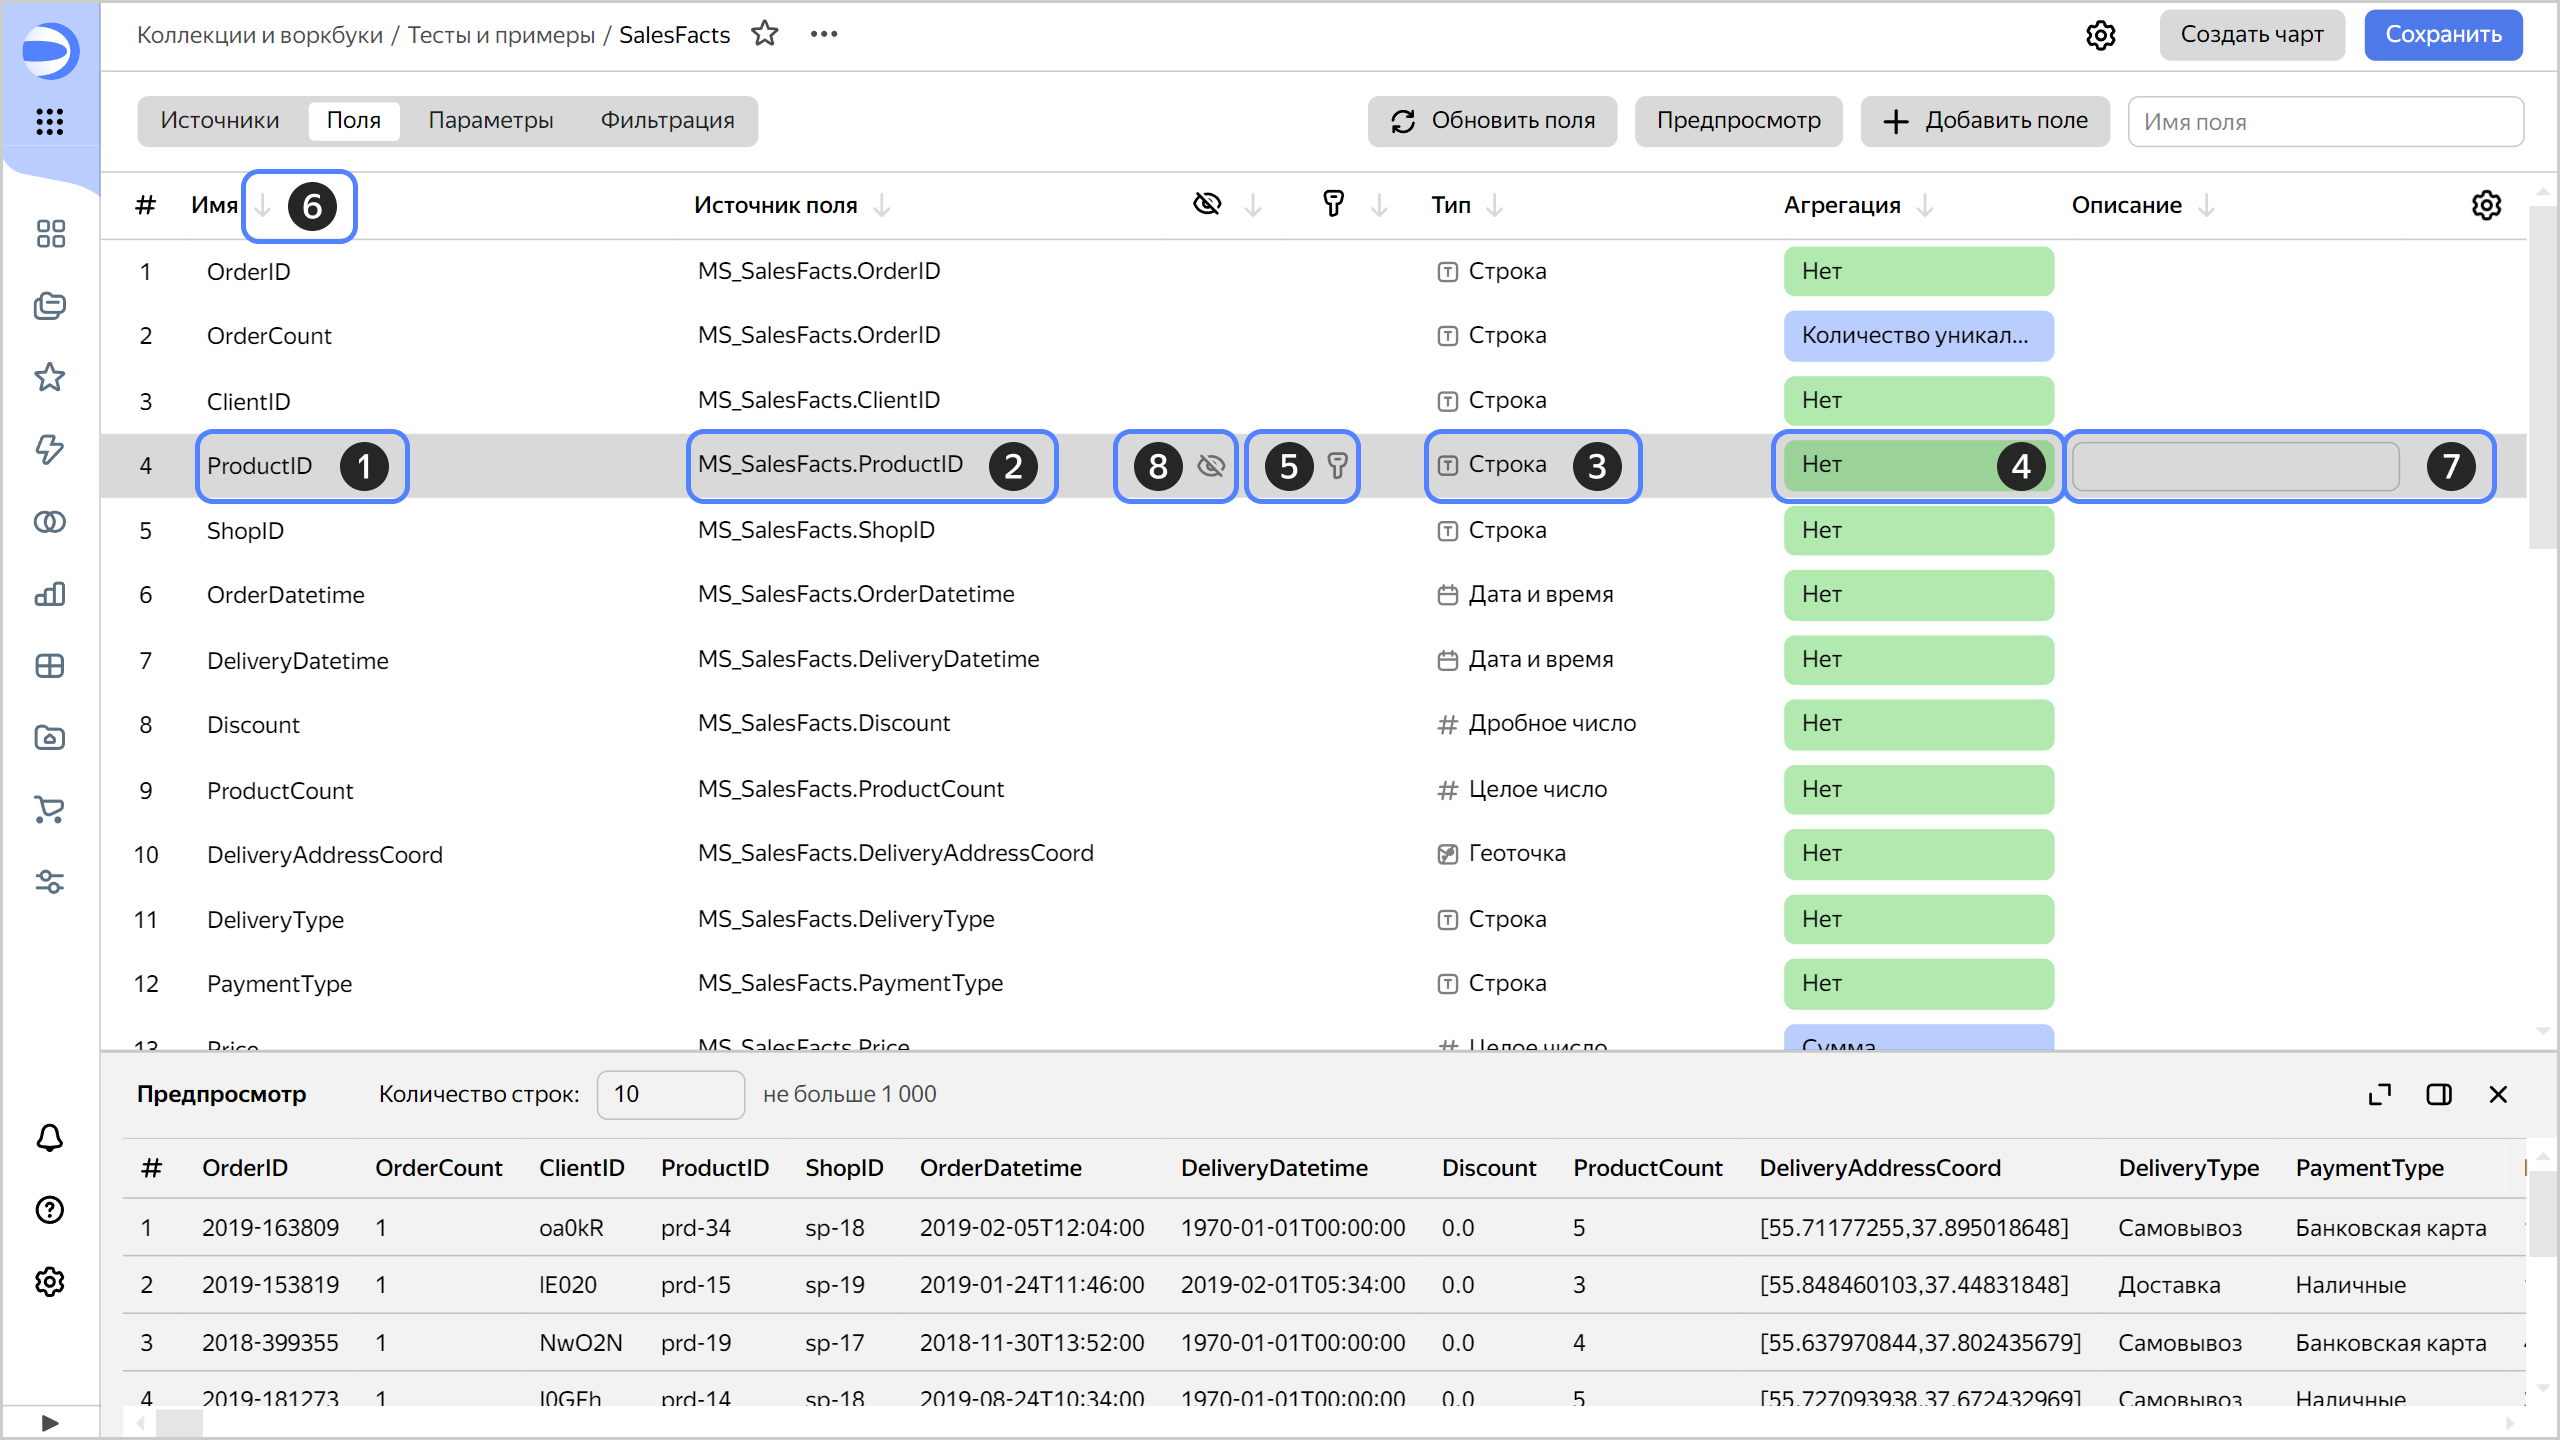 Коллекции и воркбуки / Тесты и примеры / SalesFacts ••• Создать чарт Сохранить
Источники Поля Параметры Фильтрация Обновить поля Предпросмотр Добавить поле Имя поля
# Имя 6 Источник поля Тип Агрегация Описание
1 OrderID MS_SalesFacts.OrderID Строка Нет
2 OrderCount MS_SalesFacts.OrderID Строка Количество уникал...
3 ClientID MS_SalesFacts.ClientID Строка Нет
4 ProductID 1 MS_SalesFacts.ProductID 2 8 5 Строка 3 Нет 4 7
5 ShopID MS_SalesFacts.ShopID Строка Нет
6 OrderDatetime MS_SalesFacts.OrderDatetime Дата и время Нет
7 DeliveryDatetime MS_SalesFacts.DeliveryDatetime Дата и время Нет
8 Discount MS_SalesFacts.Discount # Дробное число Нет
9 ProductCount MS_SalesFacts.ProductCount # Целое число Нет
10 DeliveryAddressCoord MS_SalesFacts.DeliveryAddressCoord Геоточка Нет
11 DeliveryType MS_SalesFacts.DeliveryType Строка Нет
12 PaymentType MS_SalesFacts.PaymentType Строка Нет
13 Price MS_SalesFacts.Price # Целое число Сумма
Предпросмотр Количество строк: 10 не больше 1 000
# OrderID OrderCount ClientID ProductID ShopID OrderDatetime DeliveryDatetime Discount ProductCount DeliveryAddressCoord DeliveryType PaymentType
1 2019-163809 1 oa0kR prd-34 sp-18 2019-02-05T12:04:00 1970-01-01T00:00:00 0.0 5 [55.71177255,37.895018648] Самовывоз Банковская карта
2 2019-153819 1 lE020 prd-15 sp-19 2019-01-24T11:46:00 2019-02-01T05:34:00 0.0 3 [55.848460103,37.44831848] Доставка Наличные
3 2018-399355 1 NwO2N prd-19 sp-17 2018-11-30T13:52:00 1970-01-01T00:00:00 0.0 4 [55.637970844,37.802435679] Самовывоз Банковская карта
4 2019-181273 1 prd-14 sp-18 2019-08-24T10:34:00 1970-01-01T00:00:00 0.0 5 [55.727093938,37.672432969] Самовывоз Наличные